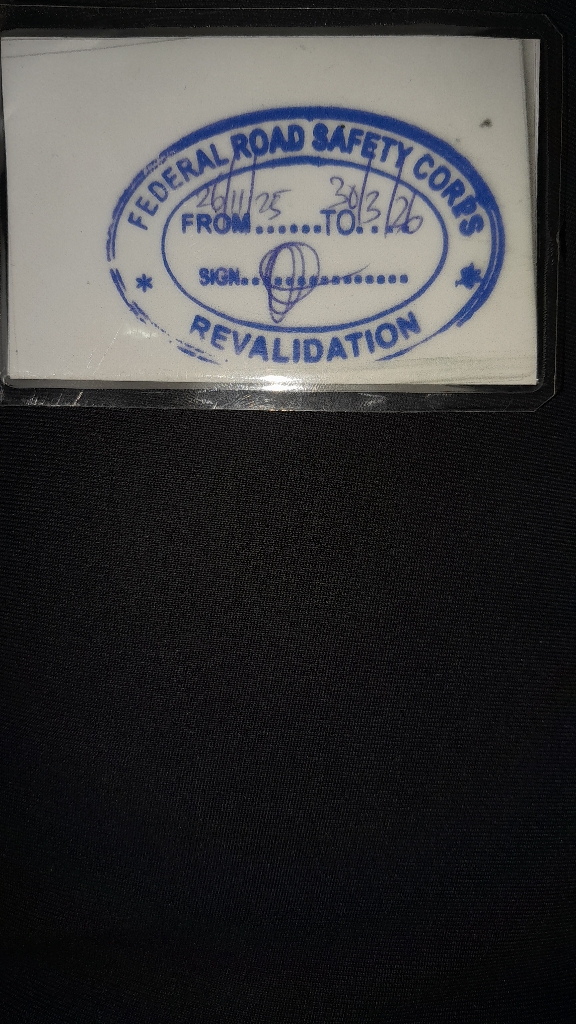 FEDERAL ROAD SAFETY CORPS
26/11/25 30/3/26
FROM.......TO......
SIGN.................
* REVALIDATION *